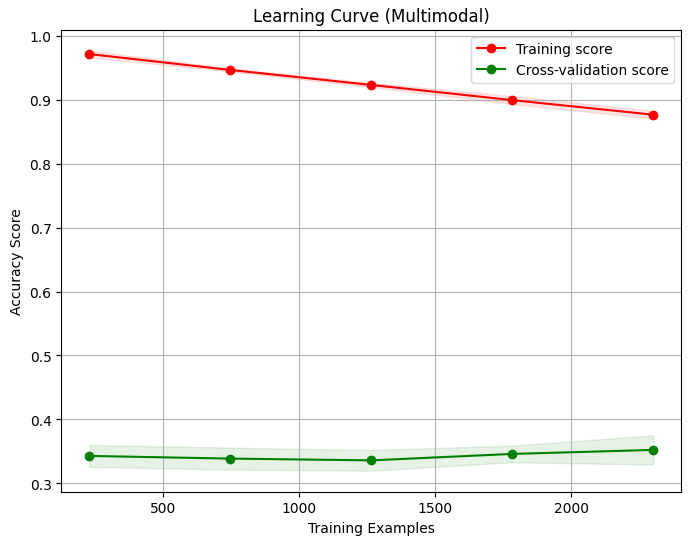 Learning Curve (Multimodal)
Training score
Cross-validation score
Accuracy Score
1.0
0.9
0.8
0.7
0.6
0.5
0.4
0.3
500
1000
1500
2000
Training Examples